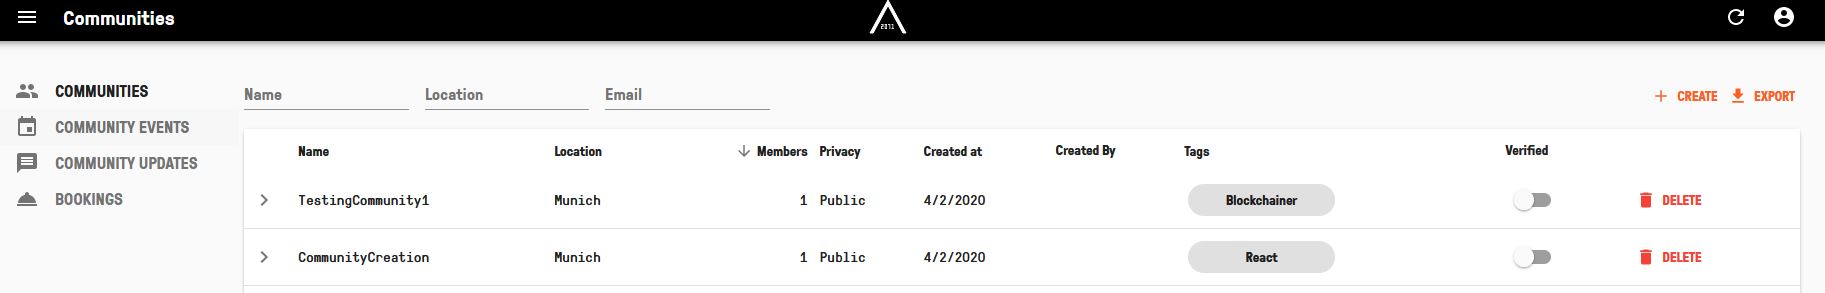 Communities
2071
COMMUNITIES
COMMUNITY EVENTS
COMMUNITY UPDATES
BOOKINGS
Name Location Email
CREATE EXPORT
Name Location Members Privacy Created at Created By Tags Verified
TestingCommunity1 Munich 1 Public 4/2/2020 Blockchainer DELETE
CommunityCreation Munich 1 Public 4/2/2020 React DELETE